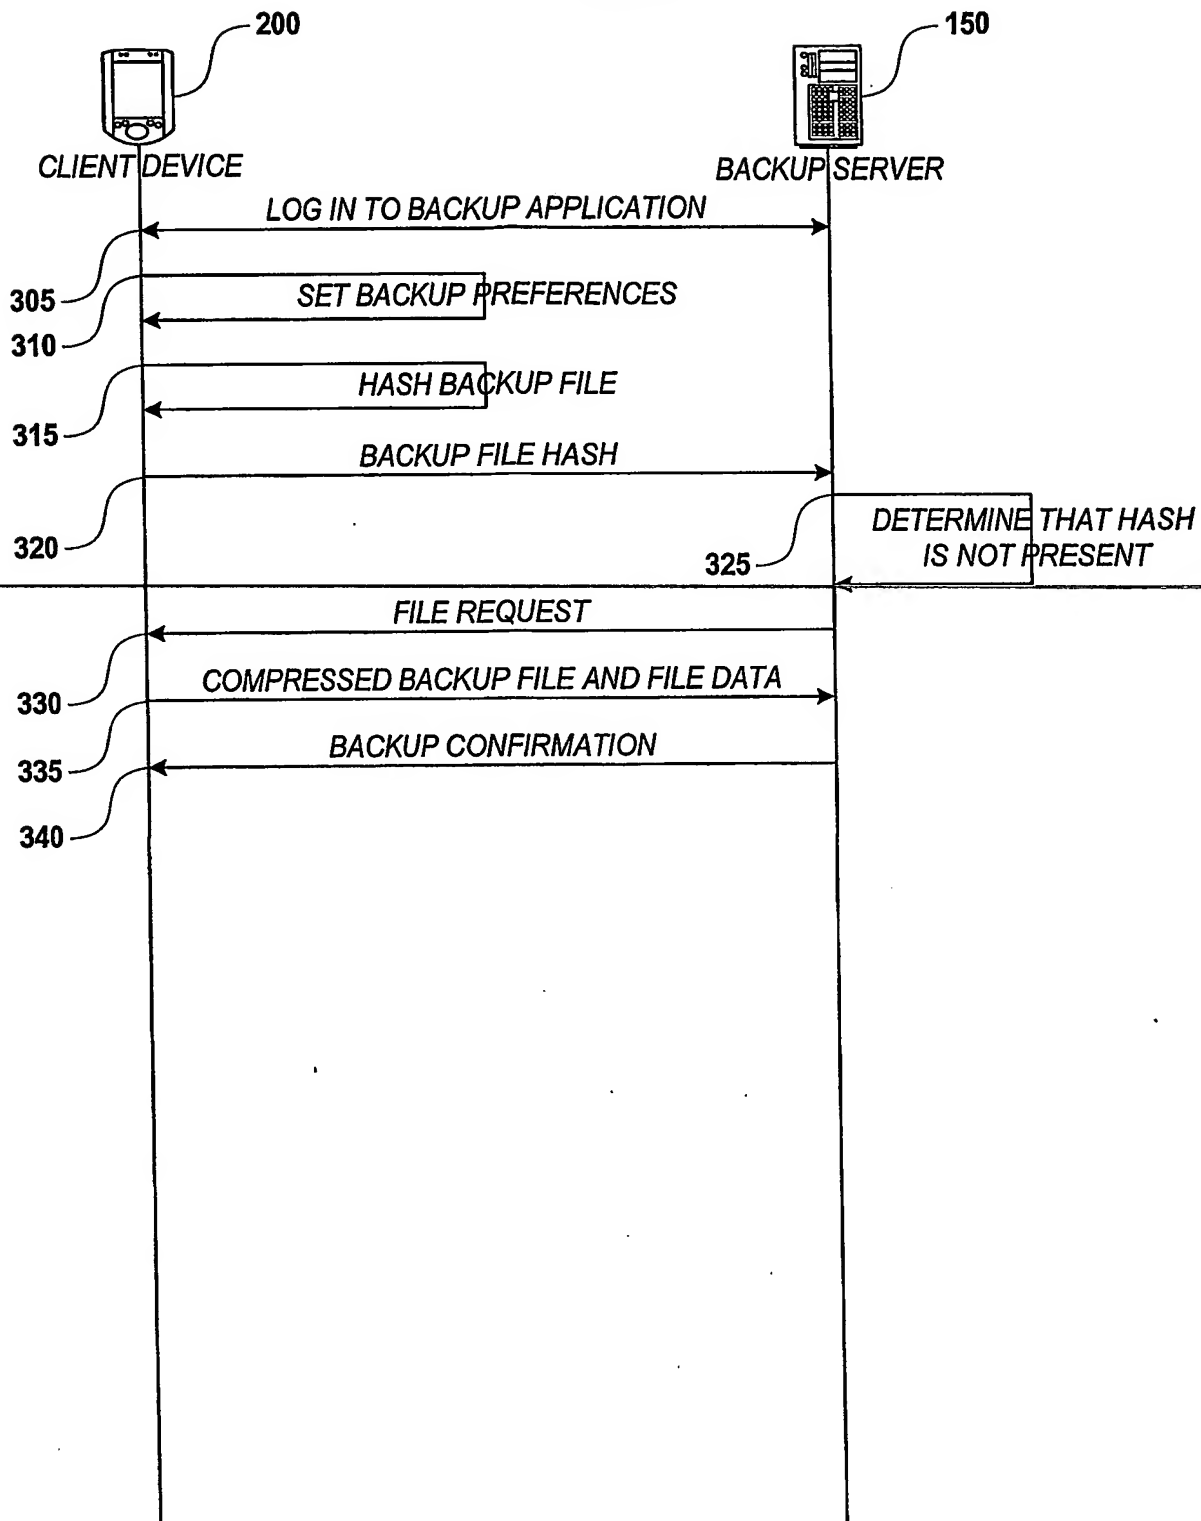 200
150
CLIENT DEVICE
BACKUP SERVER
LOG IN TO BACKUP APPLICATION
305
SET BACKUP PREFERENCES
310
HASH BACKUP FILE
315
BACKUP FILE HASH
320
DETERMINE THAT HASH
IS NOT PRESENT
325
FILE REQUEST
330
COMPRESSED BACKUP FILE AND FILE DATA
335
BACKUP CONFIRMATION
340